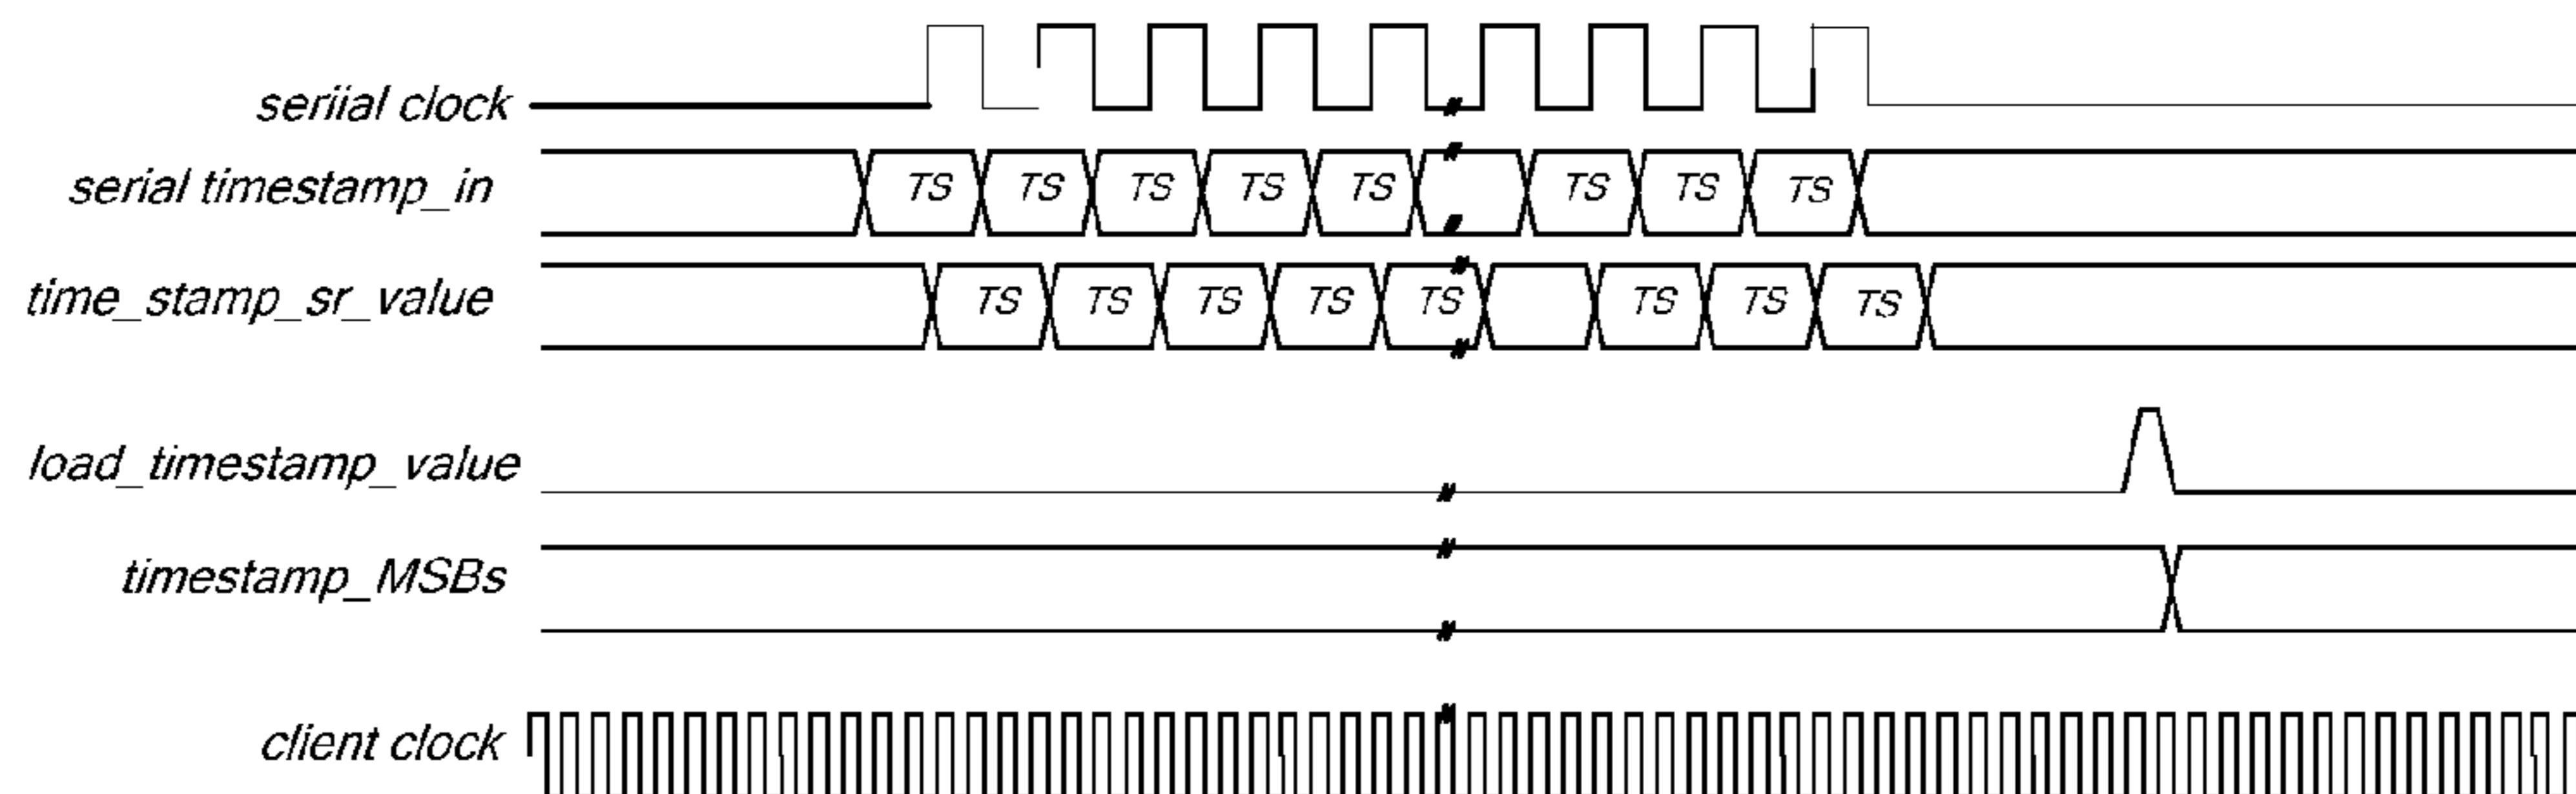 seriial clock
serial timestamp_in
TS TS TS TS TS TS TS TS
time_stamp_sr_value
TS TS TS TS TS TS TS TS
load_timestamp_value
timestamp_MSBs
client clock